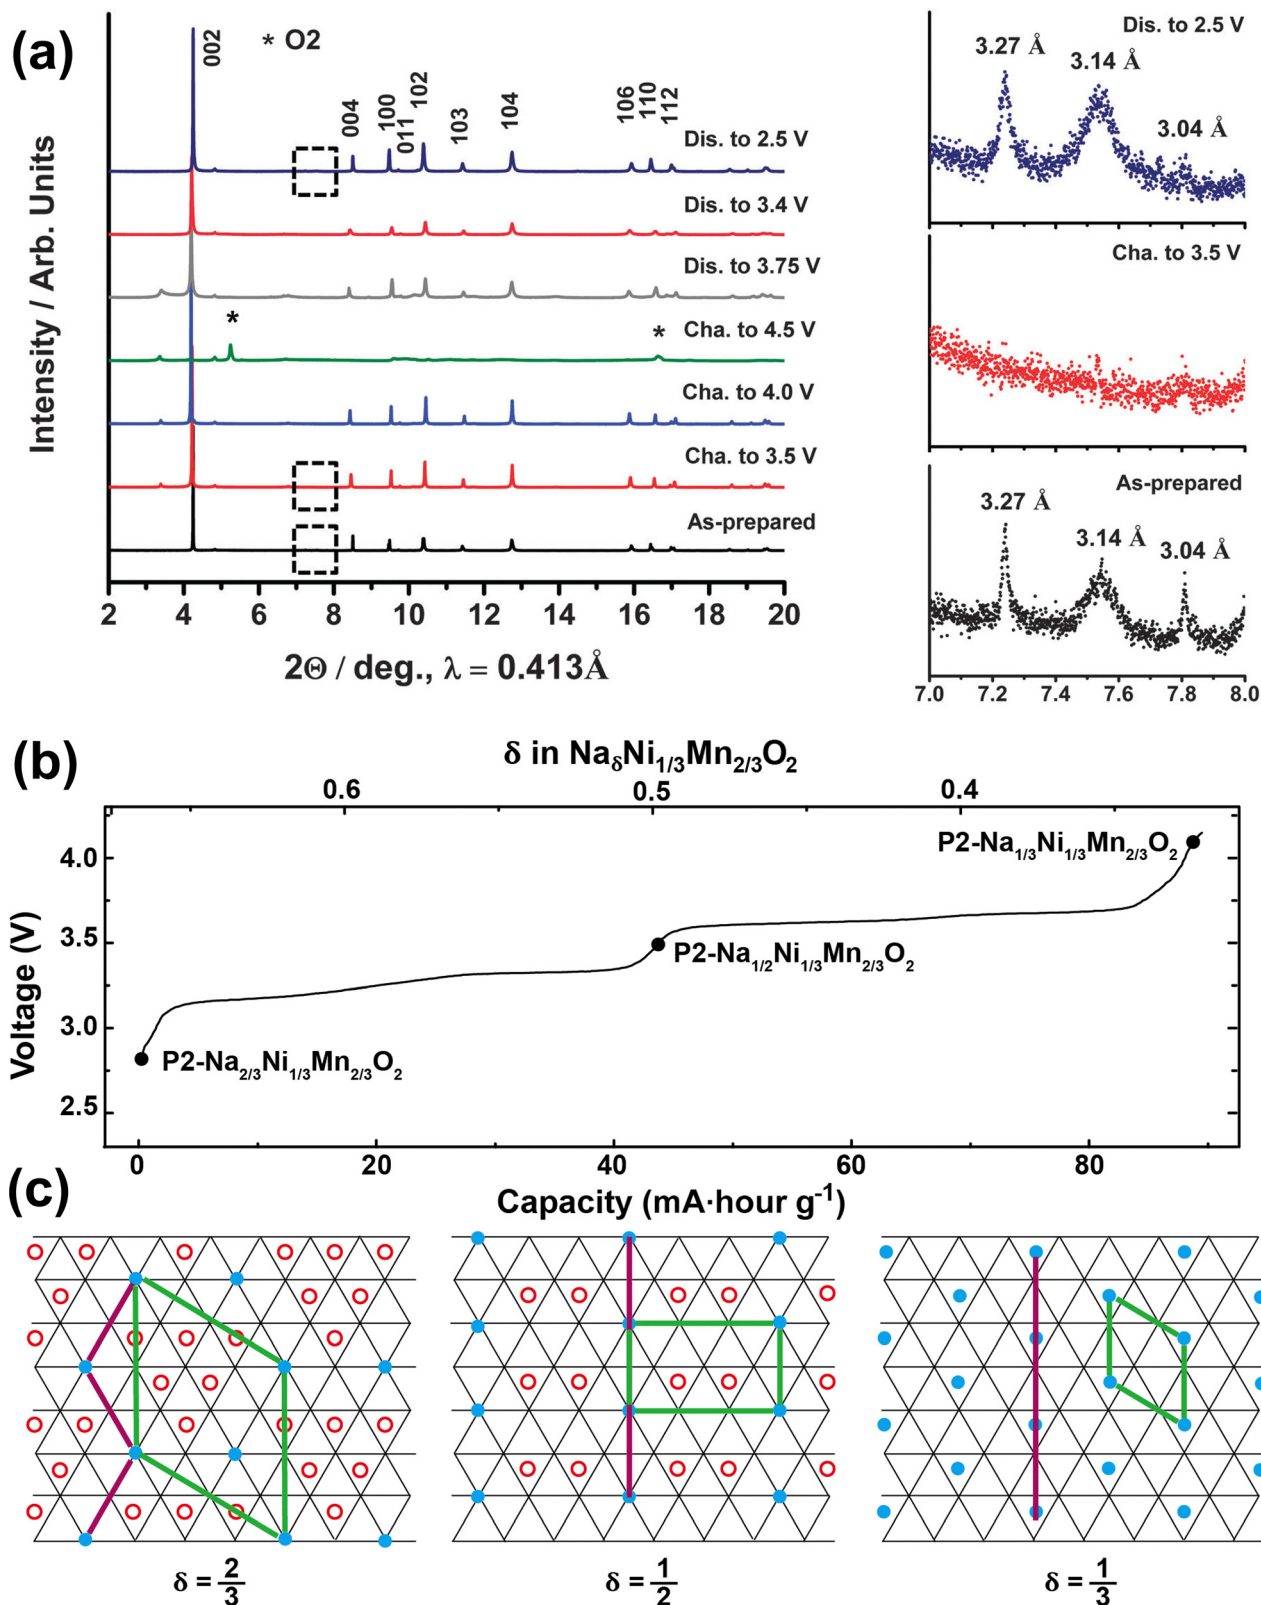 (a)
* O2
002
004
100
011
102
103
104
106
110
112
Dis. to 2.5 V
Dis. to 3.4 V
Dis. to 3.75 V
*
*
Cha. to 4.5 V
Cha. to 4.0 V
Cha. to 3.5 V
As-prepared
Intensity / Arb. Units
2 4 6 8 10 12 14 16 18 20
2Θ / deg., λ = 0.413Å
Dis. to 2.5 V
3.27 Å
3.14 Å
3.04 Å
Cha. to 3.5 V
As-prepared
3.27 Å
3.14 Å
3.04 Å
7.0 7.2 7.4 7.6 7.8 8.0
(b)
δ in NaδNi1/3Mn2/3O2
0.6 0.5 0.4
Voltage (V)
4.0
3.5
3.0
2.5
P2-Na1/3Ni1/3Mn2/3O2
P2-Na1/2Ni1/3Mn2/3O2
P2-Na2/3Ni1/3Mn2/3O2
0 20 40 60 80
Capacity (mA·hour g-1)
(c)
δ = 2/3
δ = 1/2
δ = 1/3